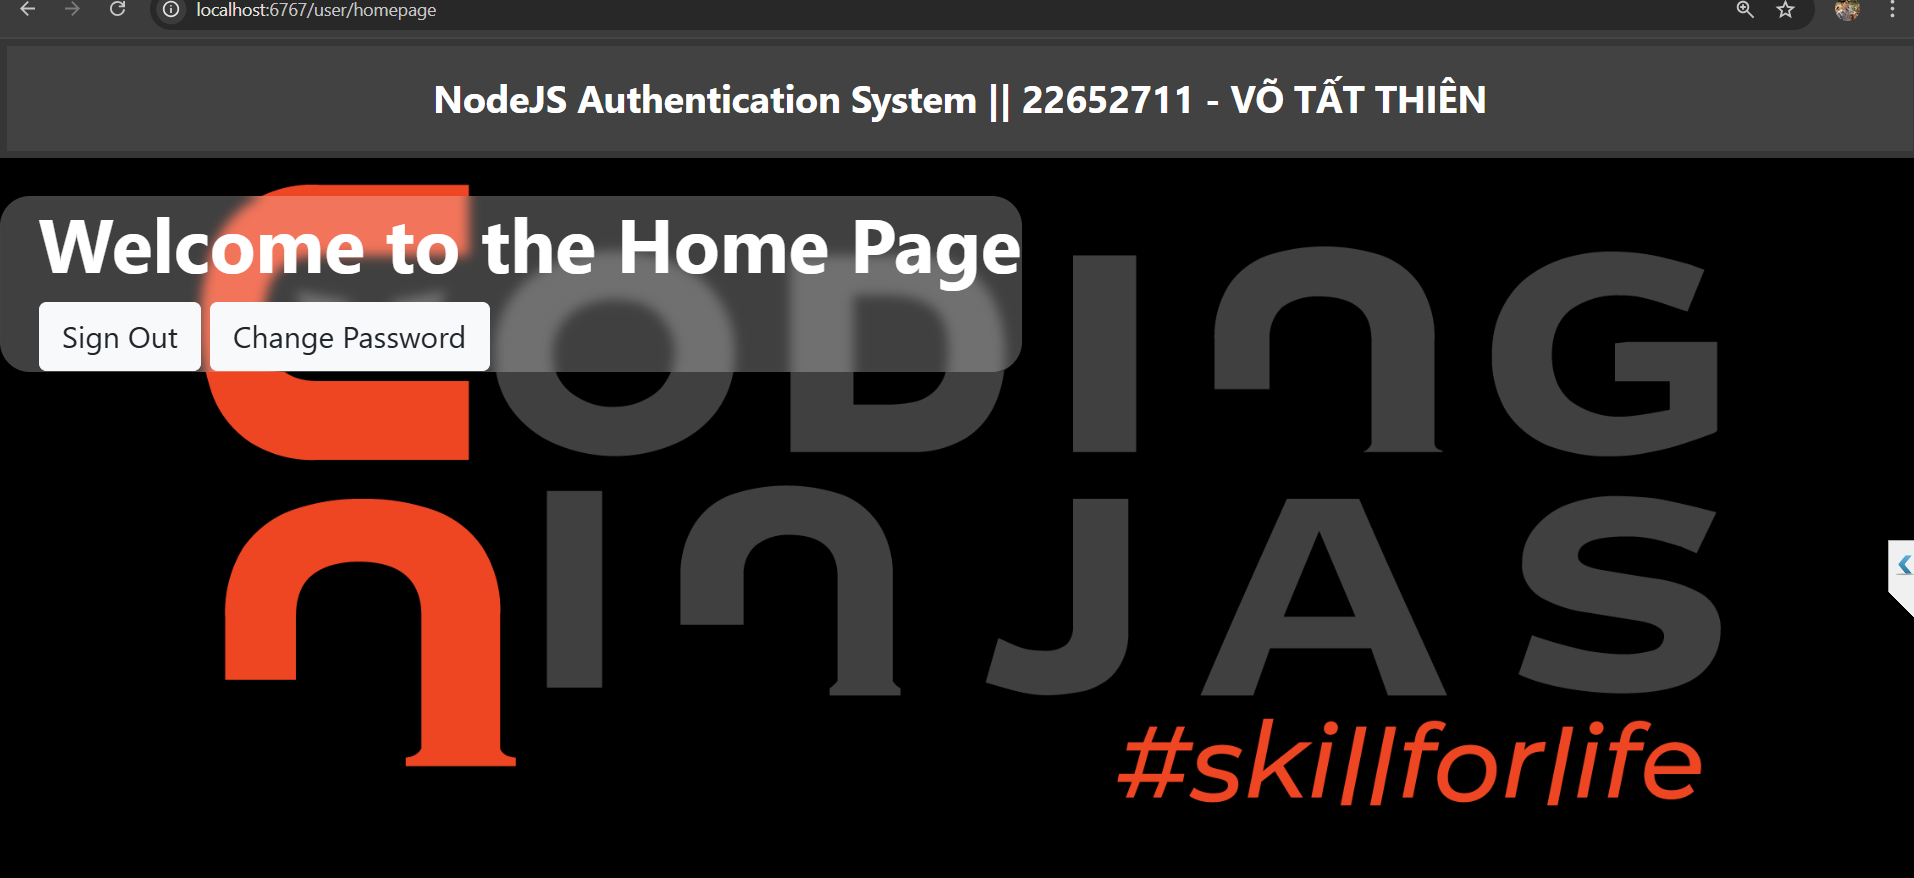 localhost:6767/user/homepage
NodeJS Authentication System || 22652711 - VÕ TẤT THIÊN
Welcome to the Home Page
Sign Out Change Password
CODING
NINJAS
#skillforlife